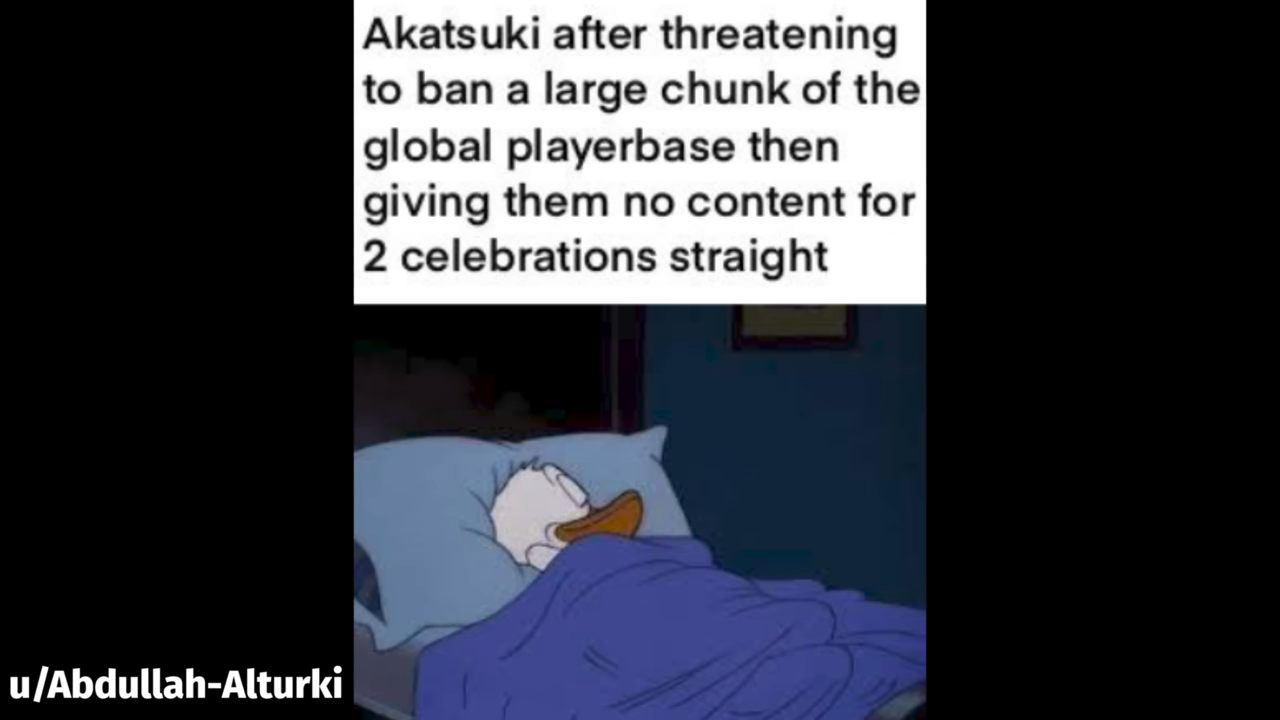 Akatsuki after threatening
to ban a large chunk of the
global playerbase then
giving them no content for
2 celebrations straight
u/Abdullah-Alturki